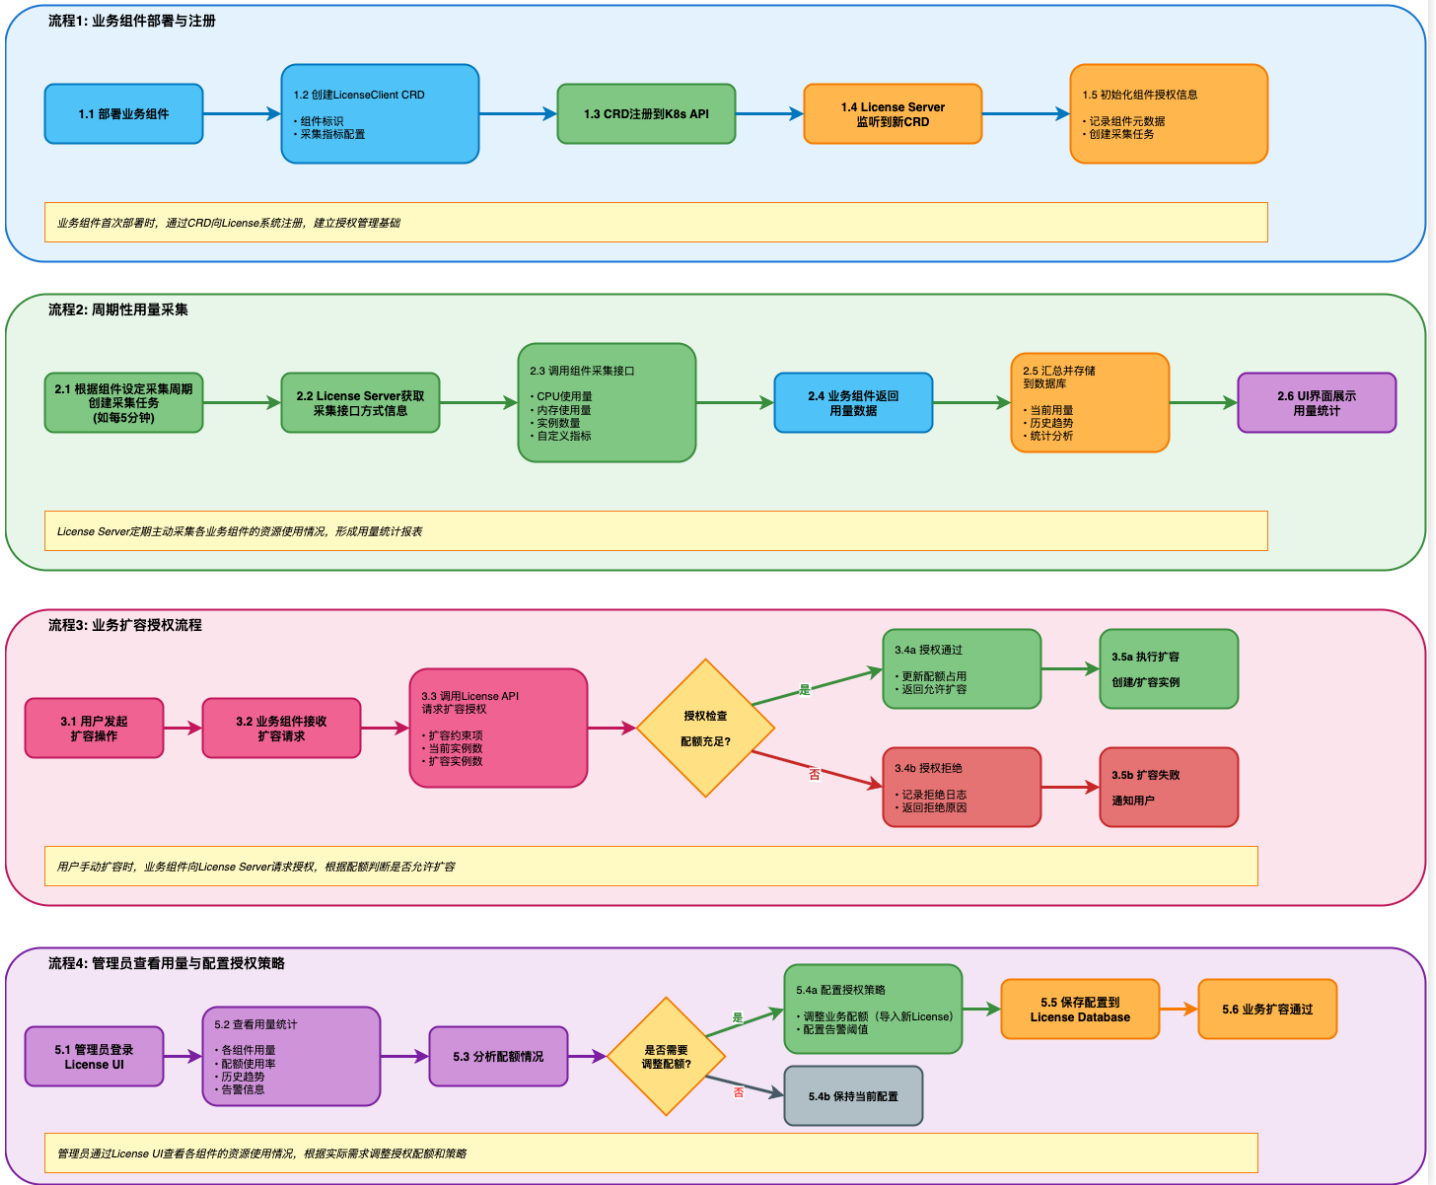 流程1: 业务组件部署与注册
1.1 部署业务组件
1.2 创建LicenseClient CRD
• 组件标识
• 采集指标配置
1.3 CRD注册到K8s API
1.4 License Server
监听到新CRD
1.5 初始化组件授权信息
• 记录组件元数据
• 创建采集任务
业务组件首次部署时，通过CRD向License系统注册，建立授权管理基础
流程2: 周期性用量采集
2.1 根据组件设定采集周期
创建采集任务
(如每5分钟)
2.2 License Server获取
采集接口方式信息
2.3 调用组件采集接口
• CPU使用量
• 内存使用量
• 实例数量
• 自定义指标
2.4 业务组件返回
用量数据
2.5 汇总并存储
到数据库
• 当前用量
• 历史趋势
• 统计分析
2.6 UI界面展示
用量统计
License Server定期主动采集各业务组件的资源使用情况，形成用量统计报表
流程3: 业务扩容授权流程
3.1 用户发起
扩容操作
3.2 业务组件接收
扩容请求
3.3 调用License API
请求扩容授权
• 扩容约束项
• 当前实例数
• 扩容实例数
授权检查
配额充足?
是
3.4a 授权通过
• 更新配额占用
• 返回允许扩容
3.5a 执行扩容
创建/扩容实例
否
3.4b 授权拒绝
• 记录拒绝日志
• 返回拒绝原因
3.5b 扩容失败
通知用户
用户手动扩容时，业务组件向License Server请求授权，根据配额判断是否允许扩容
流程4: 管理员查看用量与配置授权策略
5.1 管理员登录
License UI
5.2 查看用量统计
• 各组件用量
• 配额使用率
• 历史趋势
• 告警信息
5.3 分析配额情况
是否需要
调整配额?
是
5.4a 配置授权策略
• 调整业务配额（导入新License）
• 配置告警阈值
5.5 保存配置到
License Database
5.6 业务扩容通过
否
5.4b 保持当前配置
管理员通过License UI查看各组件的资源使用情况，根据实际需求调整授权配额和策略